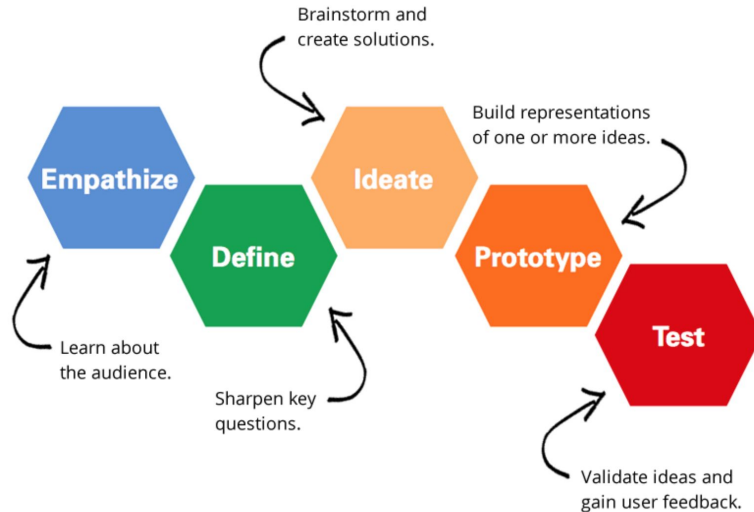 Brainstorm and
create solutions.
Build representations
of one or more ideas.
Empathize
Ideate
Define
Prototype
Test
Learn about
the audience.
Sharpen key
questions.
Validate ideas and
gain user feedback.